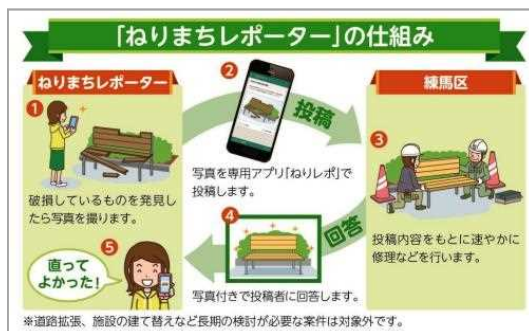 「ねりまちレポーター」の仕組み
ねりまちレポーター
❶
破損しているものを発見し
たら写真を撮ります。
❷
投稿
写真を専用アプリ「ねりレポ」で
投稿します。
練馬区
❸
投稿内容をもとに速やかに
修理などを行います。
❹
回答
写真付きで投稿者に回答します。
❺
直って
よかった!
※道路拡張、施設の建て替えなど長期の検討が必要な案件は対象外です。